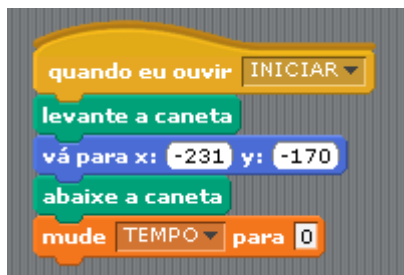 quando eu ouvir INICIAR
levante a caneta
vá para x: -231 y: -170
abaixe a caneta
mude TEMPO para 0